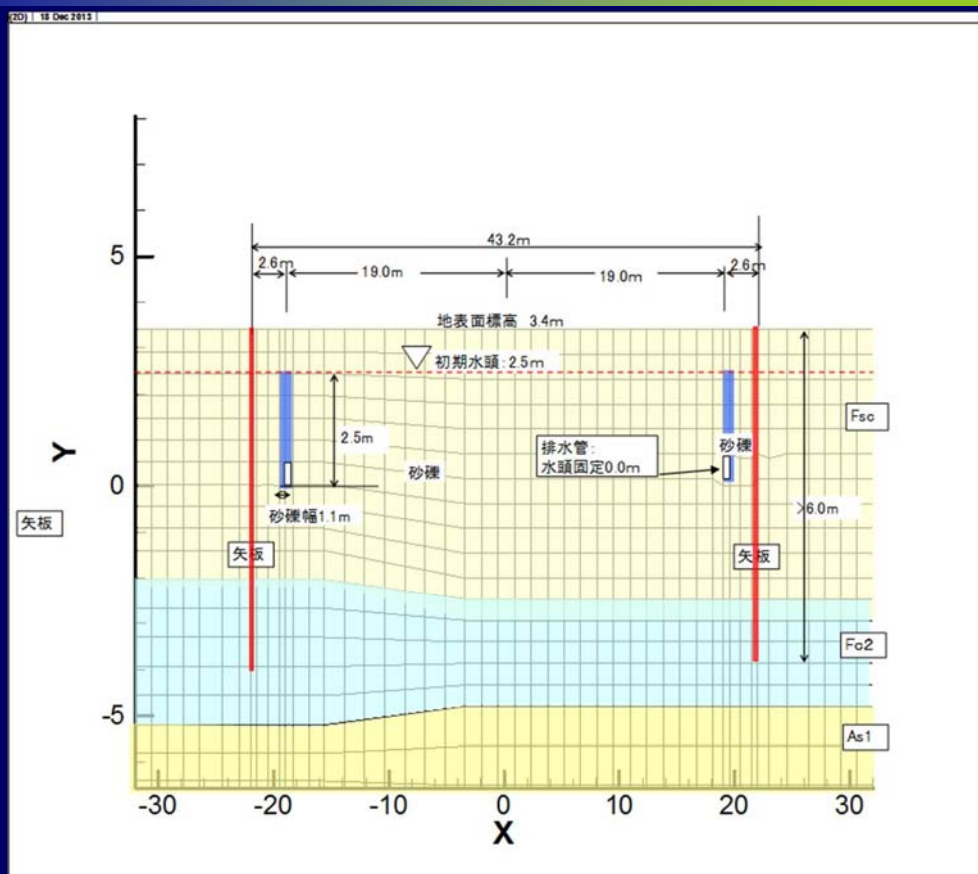 (2D) | 18 Dec 2013
43.2m
2.6m
19.0m
19.0m
2.6m
5
地表面標高 3.4m
初期水頭:2.5m
Fsc
2.5m
砂礫
排水管:
水頭固定0.0m
砂礫
Y
0
6.0m
矢板
砂礫幅1.1m
矢板
矢板
Fc2
-5
As1
-30
-20
-10
0
10
20
30
X